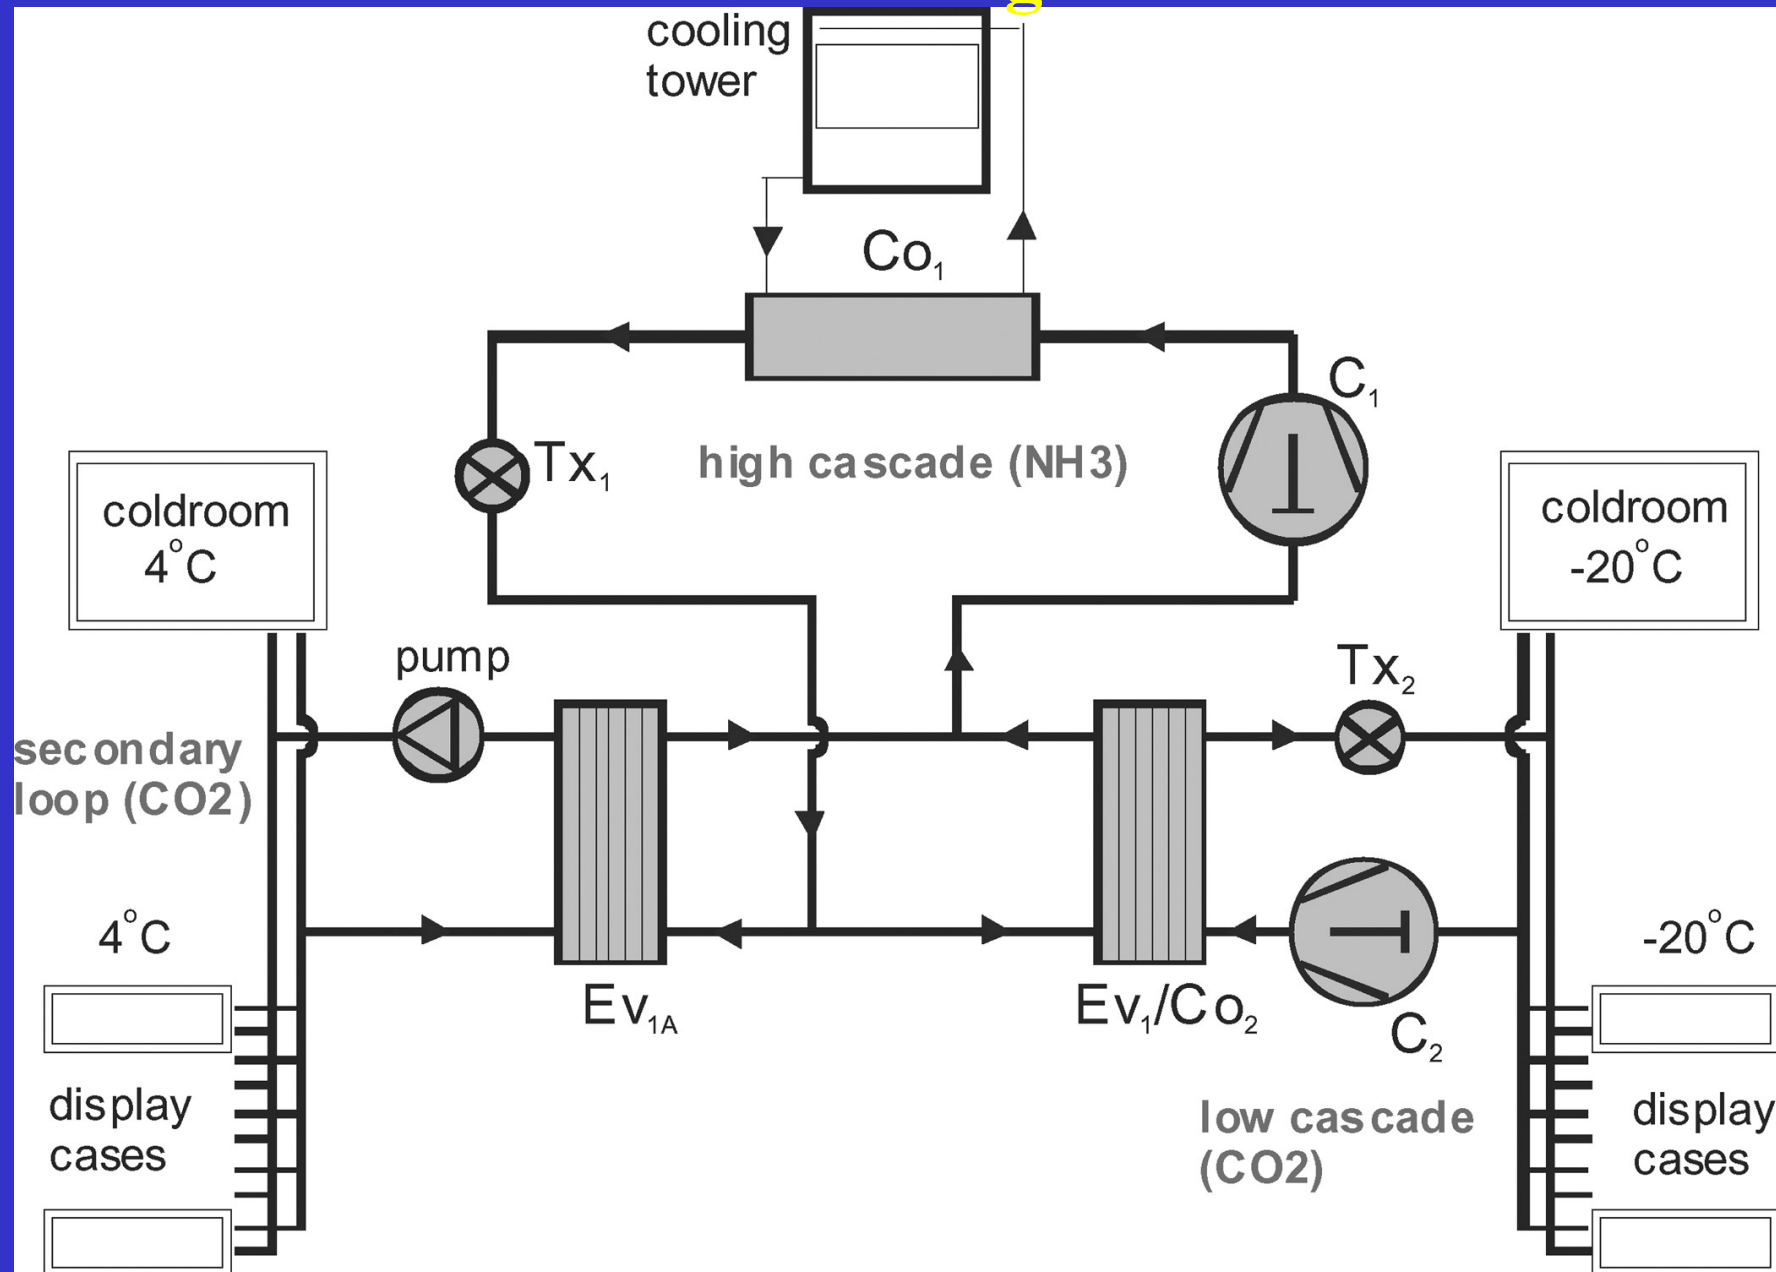 cooling
tower
Co1
C1
Tx1
high cascade (NH3)
coldroom
4°C
coldroom
-20°C
pump
Tx2
secondary
loop (CO2)
4°C
-20°C
Ev1A
Ev1/Co2
C2
display
cases
low cascade
(CO2)
display
cases